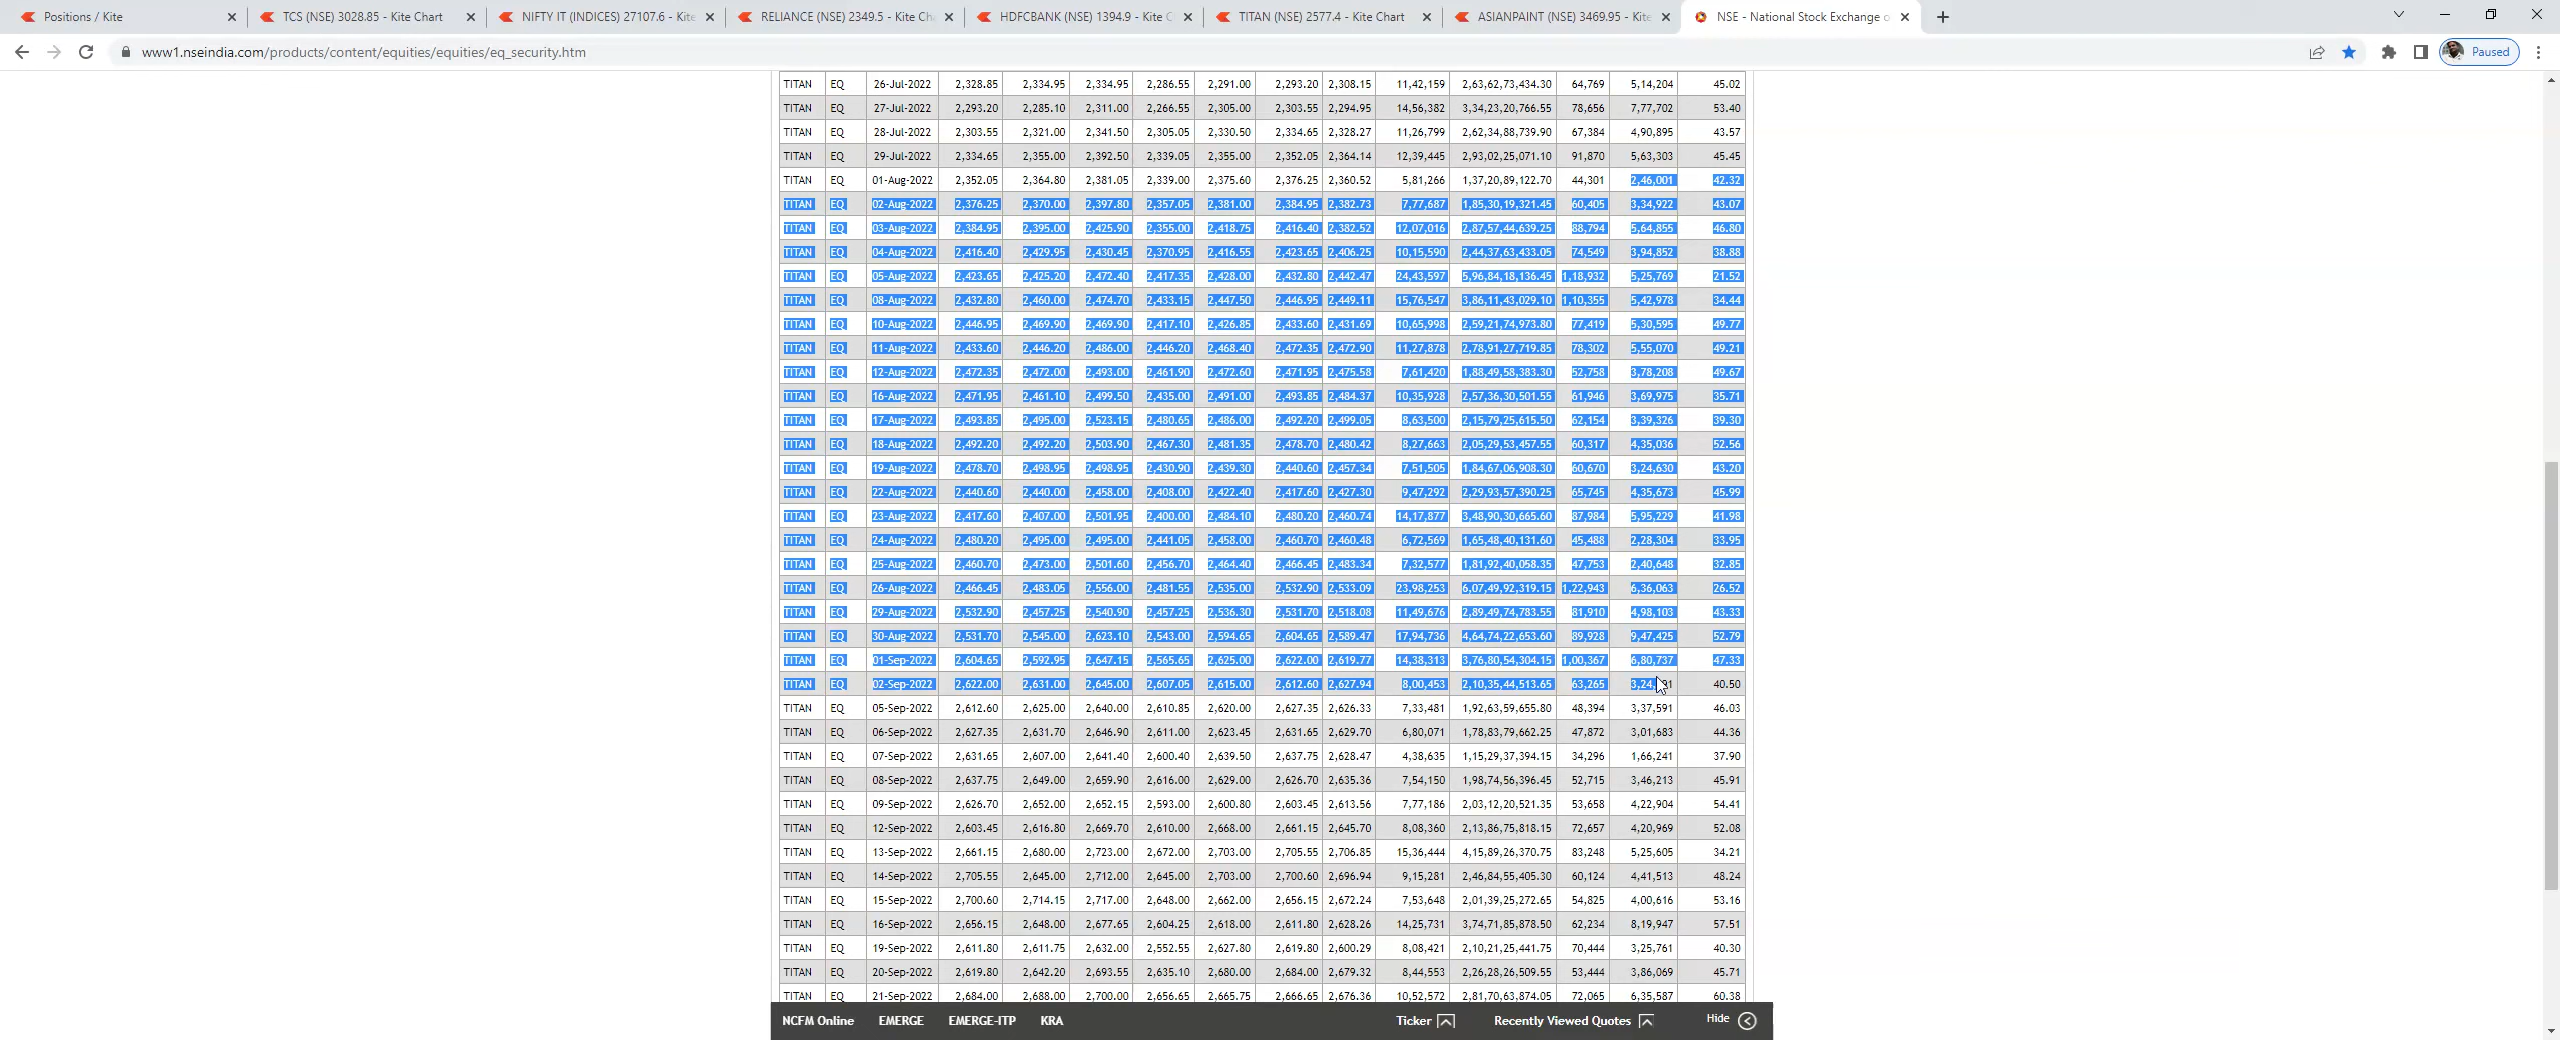 Positions / Kite TCS (NSE) 3028.85 - Kite Chart NIFTY IT (INDICES) 27107.6 - Kite RELIANCE (NSE) 2349.5 - Kite Ch HDFCBANK (NSE) 1394.9 - Kite C TITAN (NSE) 2577.4 - Kite Chart ASIANPAINT (NSE) 3469.95 - Kite NSE - National Stock Exchange o
www1.nseindia.com/products/content/equities/equities/eq_security.htm Paused
TITAN EQ 26-Jul-2022 2,328.85 2,334.95 2,334.95 2,286.55 2,291.00 2,293.20 2,308.15 11,42,159 2,63,62,73,434.30 64,769 5,14,204 45.02
TITAN EQ 27-Jul-2022 2,293.20 2,285.10 2,311.00 2,266.55 2,305.00 2,303.55 2,294.95 14,56,382 3,34,23,20,766.55 78,656 7,77,702 53.40
TITAN EQ 28-Jul-2022 2,303.55 2,321.00 2,341.50 2,305.05 2,330.50 2,334.65 2,328.27 11,26,799 2,62,34,88,739.90 67,384 4,90,895 43.57
TITAN EQ 29-Jul-2022 2,334.65 2,355.00 2,392.50 2,339.05 2,355.00 2,352.05 2,364.14 12,39,445 2,93,02,25,071.10 91,870 5,63,303 45.45
TITAN EQ 01-Aug-2022 2,352.05 2,364.80 2,381.05 2,339.00 2,375.60 2,376.25 2,360.52 5,81,266 1,37,20,89,122.70 44,301 2,46,001 42.32
TITAN EQ 02-Aug-2022 2,376.25 2,370.00 2,397.80 2,357.05 2,381.00 2,384.95 2,382.73 7,77,687 1,85,30,19,321.45 60,405 3,34,922 43.07
TITAN EQ 03-Aug-2022 2,384.95 2,395.00 2,425.90 2,355.00 2,418.75 2,416.40 2,382.52 12,07,016 2,87,57,44,639.25 88,794 5,64,855 46.80
TITAN EQ 04-Aug-2022 2,416.40 2,429.95 2,430.45 2,370.95 2,416.55 2,423.65 2,406.25 10,15,590 2,44,37,63,433.05 74,549 3,94,852 38.88
TITAN EQ 05-Aug-2022 2,423.65 2,425.20 2,472.40 2,417.35 2,428.00 2,432.80 2,442.47 24,43,597 5,96,84,18,136.45 1,18,932 5,25,769 21.52
TITAN EQ 08-Aug-2022 2,432.80 2,460.00 2,474.70 2,433.15 2,447.50 2,446.95 2,449.11 15,76,547 3,86,11,43,029.10 1,10,355 5,42,978 34.44
TITAN EQ 10-Aug-2022 2,446.95 2,469.90 2,469.90 2,417.10 2,426.85 2,433.60 2,431.69 10,65,998 2,59,21,74,973.80 77,419 5,30,595 49.77
TITAN EQ 11-Aug-2022 2,433.60 2,446.20 2,486.00 2,446.20 2,468.40 2,472.35 2,472.90 11,27,878 2,78,91,27,719.85 78,302 5,55,070 49.21
TITAN EQ 12-Aug-2022 2,472.35 2,472.00 2,493.00 2,461.90 2,472.60 2,471.95 2,475.58 7,61,420 1,88,49,58,383.30 52,758 3,78,208 49.67
TITAN EQ 16-Aug-2022 2,471.95 2,461.10 2,499.50 2,435.00 2,491.00 2,493.85 2,484.37 10,35,928 2,57,36,30,501.55 61,946 3,69,975 35.71
TITAN EQ 17-Aug-2022 2,493.85 2,495.00 2,523.15 2,480.65 2,486.00 2,492.20 2,499.05 8,63,500 2,15,79,25,615.50 62,154 3,39,326 39.30
TITAN EQ 18-Aug-2022 2,492.20 2,492.20 2,503.90 2,467.30 2,481.35 2,478.70 2,480.42 8,27,663 2,05,29,53,457.55 60,317 4,35,036 52.56
TITAN EQ 19-Aug-2022 2,478.70 2,498.95 2,498.95 2,430.90 2,439.30 2,440.60 2,457.34 7,51,505 1,84,67,06,908.30 60,670 3,24,630 43.20
TITAN EQ 22-Aug-2022 2,440.60 2,440.00 2,458.00 2,408.00 2,422.40 2,417.60 2,427.30 9,47,292 2,29,93,57,390.25 65,745 4,35,673 45.99
TITAN EQ 23-Aug-2022 2,417.60 2,407.00 2,501.95 2,400.00 2,484.10 2,480.20 2,460.74 14,17,877 3,48,90,30,665.60 87,984 5,95,229 41.98
TITAN EQ 24-Aug-2022 2,480.20 2,495.00 2,495.00 2,441.05 2,458.00 2,460.70 2,460.48 6,72,569 1,65,48,40,131.60 45,488 2,28,304 33.95
TITAN EQ 25-Aug-2022 2,460.70 2,473.00 2,501.60 2,456.70 2,464.40 2,466.45 2,483.34 7,32,577 1,81,92,40,058.35 47,753 2,40,648 32.85
TITAN EQ 26-Aug-2022 2,466.45 2,483.05 2,556.00 2,481.55 2,535.00 2,532.90 2,533.09 23,98,253 6,07,49,92,319.15 1,22,943 6,36,063 26.52
TITAN EQ 29-Aug-2022 2,532.90 2,457.25 2,540.90 2,457.25 2,536.30 2,531.70 2,518.08 11,49,676 2,89,49,74,783.55 81,910 4,98,103 43.33
TITAN EQ 30-Aug-2022 2,531.70 2,545.00 2,623.10 2,543.00 2,594.65 2,604.65 2,589.47 17,94,736 4,64,74,22,653.60 89,928 9,47,425 52.79
TITAN EQ 01-Sep-2022 2,604.65 2,592.95 2,647.15 2,565.65 2,625.00 2,622.00 2,619.77 14,38,313 3,76,80,54,304.15 1,00,367 6,80,737 47.33
TITAN EQ 02-Sep-2022 2,622.00 2,631.00 2,645.00 2,607.05 2,615.00 2,612.60 2,627.94 8,00,453 2,10,35,44,513.65 63,265 40.50
TITAN EQ 05-Sep-2022 2,612.60 2,625.00 2,640.00 2,610.85 2,620.00 2,627.35 2,626.33 7,33,481 1,92,63,59,655.80 48,394 3,37,591 46.03
TITAN EQ 06-Sep-2022 2,627.35 2,631.70 2,646.90 2,611.00 2,623.45 2,631.65 2,629.70 6,80,071 1,78,83,79,662.25 47,872 3,01,683 44.36
TITAN EQ 07-Sep-2022 2,631.65 2,607.00 2,641.40 2,600.40 2,639.50 2,637.75 2,628.47 4,38,635 1,15,29,37,394.15 34,296 1,66,241 37.90
TITAN EQ 08-Sep-2022 2,637.75 2,649.00 2,659.90 2,616.00 2,629.00 2,626.70 2,635.36 7,54,150 1,98,74,56,396.45 52,715 3,46,213 45.91
TITAN EQ 09-Sep-2022 2,626.70 2,652.00 2,652.15 2,593.00 2,600.80 2,603.45 2,613.56 7,77,186 2,03,12,20,521.35 53,658 4,22,904 54.41
TITAN EQ 12-Sep-2022 2,603.45 2,616.80 2,669.70 2,610.00 2,668.00 2,661.15 2,645.70 8,08,360 2,13,86,75,818.15 72,657 4,20,969 52.08
TITAN EQ 13-Sep-2022 2,661.15 2,680.00 2,723.00 2,672.00 2,703.00 2,705.55 2,706.85 15,36,444 4,15,89,26,370.75 83,248 5,25,605 34.21
TITAN EQ 14-Sep-2022 2,705.55 2,645.00 2,712.00 2,645.00 2,703.00 2,700.60 2,696.94 9,15,281 2,46,84,55,405.30 60,124 4,41,513 48.24
TITAN EQ 15-Sep-2022 2,700.60 2,714.15 2,717.00 2,648.00 2,662.00 2,656.15 2,672.24 7,53,648 2,01,39,25,272.65 54,825 4,00,616 53.16
TITAN EQ 16-Sep-2022 2,656.15 2,648.00 2,677.65 2,604.25 2,618.00 2,611.80 2,628.26 14,25,731 3,74,71,85,878.50 62,234 8,19,947 57.51
TITAN EQ 19-Sep-2022 2,611.80 2,611.75 2,632.00 2,552.55 2,627.80 2,619.80 2,600.29 8,08,421 2,10,21,25,441.75 70,444 3,25,761 40.30
TITAN EQ 20-Sep-2022 2,619.80 2,642.20 2,693.55 2,635.10 2,680.00 2,684.00 2,679.32 8,44,553 2,26,28,26,509.55 53,444 3,86,069 45.71
TITAN EQ 21-Sep-2022 2,684.00 2,688.00 2,700.00 2,656.65 2,665.75 2,666.65 2,676.36 10,52,572 2,81,70,63,874.05 72,065 6,35,587 60.38
NCFM Online EMERGE EMERGE-ITP KRA Ticker Recently Viewed Quotes Hide